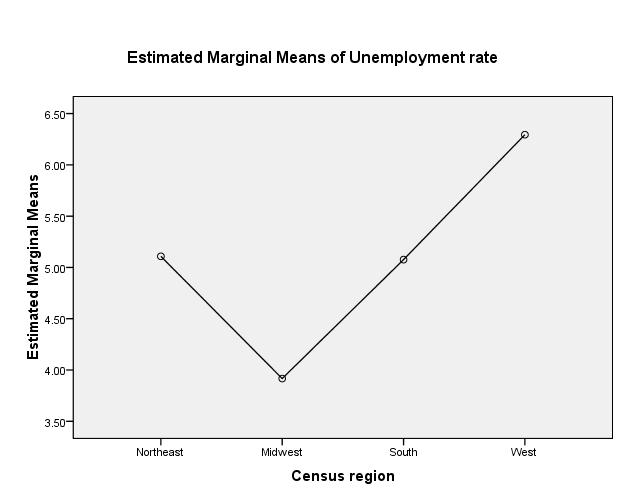 Estimated Marginal Means of Unemployment rate
Estimated Marginal Means
6.50
6.00
5.50
5.00
4.50
4.00
3.50
Northeast Midwest South West
Census region